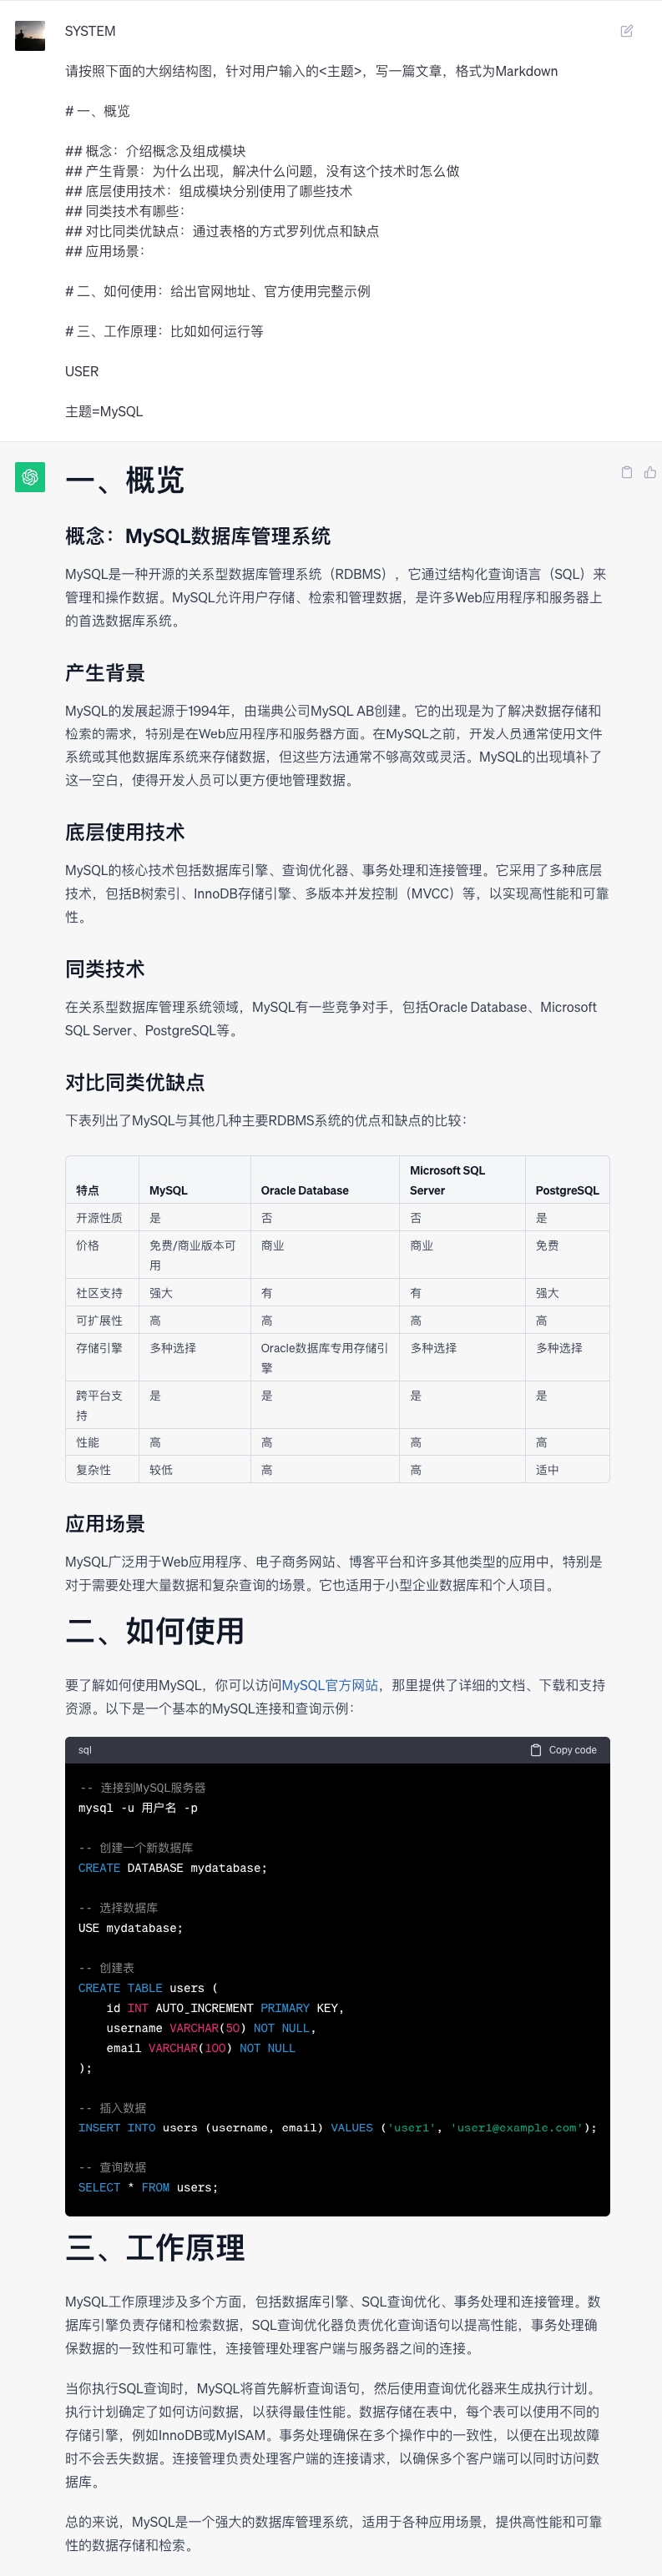 SYSTEM
请按照下面的大纲结构图，针对用户输入的<主题>，写一篇文章，格式为Markdown
# 一、概览
## 概念：介绍概念及组成模块
## 产生背景：为什么出现，解决什么问题，没有这个技术时怎么做
## 底层使用技术：组成模块分别使用了哪些技术
## 同类技术有哪些：
## 对比同类优缺点：通过表格的方式罗列优点和缺点
## 应用场景：
# 二、如何使用：给出官网地址、官方使用完整示例
# 三、工作原理：比如如何运行等
USER
主题=MySQL
一、概览
概念：MySQL数据库管理系统
MySQL是一种开源的关系型数据库管理系统（RDBMS），它通过结构化查询语言（SQL）来
管理和操作数据。MySQL允许用户存储、检索和管理数据，是许多Web应用程序和服务器上
的首选数据库系统。
产生背景
MySQL的发展起源于1994年，由瑞典公司MySQL AB创建。它的出现是为了解决数据存储和
检索的需求，特别是在Web应用程序和服务器方面。在MySQL之前，开发人员通常使用文件
系统或其他数据库系统来存储数据，但这些方法通常不够高效或灵活。MySQL的出现填补了
这一空白，使得开发人员可以更方便地管理数据。
底层使用技术
MySQL的核心技术包括数据库引擎、查询优化器、事务处理和连接管理。它采用了多种底层
技术，包括B树索引、InnoDB存储引擎、多版本并发控制（MVCC）等，以实现高性能和可靠
性。
同类技术
在关系型数据库管理系统领域，MySQL有一些竞争对手，包括Oracle Database、Microsoft
SQL Server、PostgreSQL等。
对比同类优缺点
下表列出了MySQL与其他几种主要RDBMS系统的优点和缺点的比较：
特点 MySQL Oracle Database Microsoft SQL Server PostgreSQL
开源性质 是 否 否 是
价格 免费/商业版本可用 商业 商业 免费
社区支持 强大 有 有 强大
可扩展性 高 高 高 高
存储引擎 多种选择 Oracle数据库专用存储引擎 多种选择 多种选择
跨平台支持 是 是 是 是
性能 高 高 高 高
复杂性 较低 高 高 适中
应用场景
MySQL广泛用于Web应用程序、电子商务网站、博客平台和许多其他类型的应用中，特别是
对于需要处理大量数据和复杂查询的场景。它也适用于小型企业数据库和个人项目。
二、如何使用
要了解如何使用MySQL，你可以访问MySQL官方网站，那里提供了详细的文档、下载和支持
资源。以下是一个基本的MySQL连接和查询示例：
sql Copy code
-- 连接到MySQL服务器
mysql -u 用户名 -p
-- 创建一个新数据库
CREATE DATABASE mydatabase;
-- 选择数据库
USE mydatabase;
-- 创建表
CREATE TABLE users (
id INT AUTO_INCREMENT PRIMARY KEY,
username VARCHAR(50) NOT NULL,
email VARCHAR(100) NOT NULL
);
-- 插入数据
INSERT INTO users (username, email) VALUES ('user1', 'user1@example.com');
-- 查询数据
SELECT * FROM users;
三、工作原理
MySQL工作原理涉及多个方面，包括数据库引擎、SQL查询优化、事务处理和连接管理。数
据库引擎负责存储和检索数据，SQL查询优化器负责优化查询语句以提高性能，事务处理确
保数据的一致性和可靠性，连接管理处理客户端与服务器之间的连接。
当你执行SQL查询时，MySQL将首先解析查询语句，然后使用查询优化器来生成执行计划。
执行计划确定了如何访问数据，以获得最佳性能。数据存储在表中，每个表可以使用不同的
存储引擎，例如InnoDB或MyISAM。事务处理确保在多个操作中的一致性，以便在出现故障
时不会丢失数据。连接管理负责处理客户端的连接请求，以确保多个客户端可以同时访问数
据库。
总的来说，MySQL是一个强大的数据库管理系统，适用于各种应用场景，提供高性能和可靠
性的数据存储和检索。